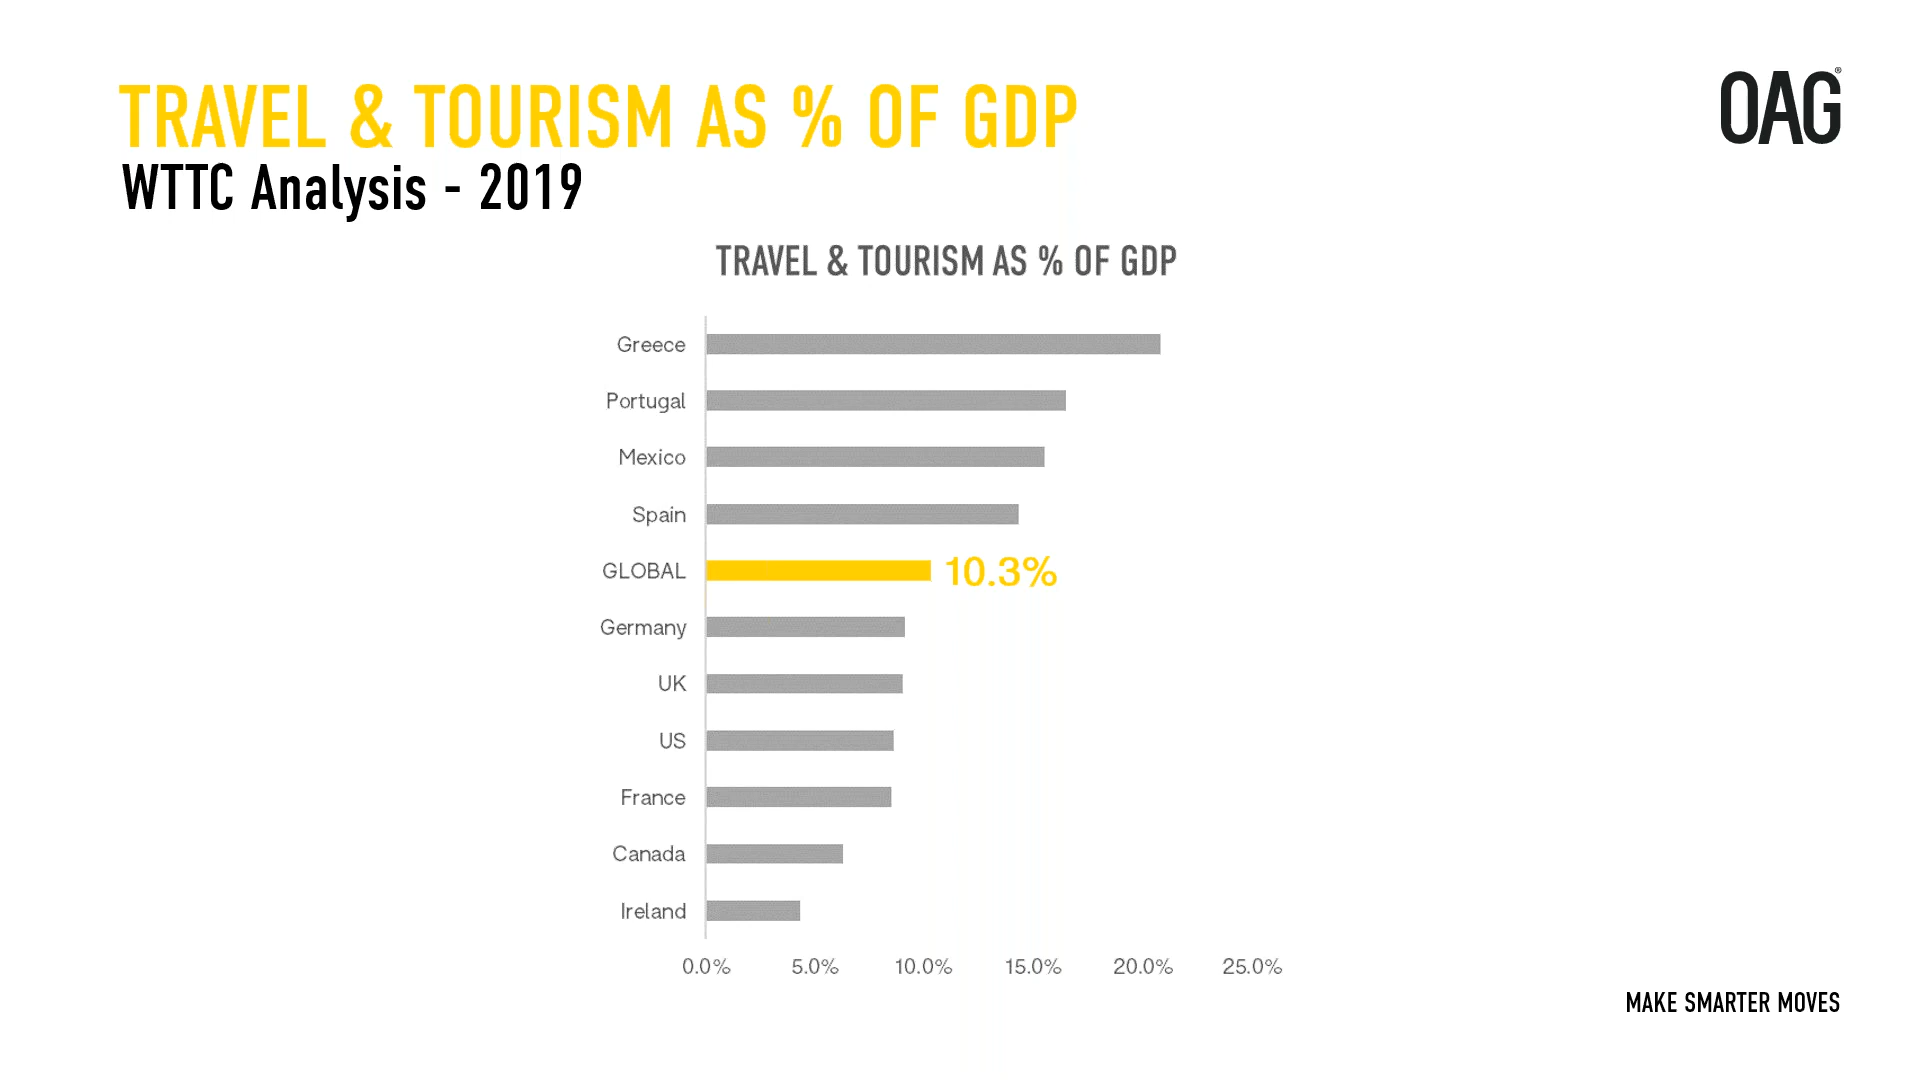 TRAVEL & TOURISM AS % OF GDP
WTTC Analysis - 2019
OAG®
TRAVEL & TOURISM AS % OF GDP
Greece
Portugal
Mexico
Spain
GLOBAL 10.3%
Germany
UK
US
France
Canada
Ireland
0.0% 5.0% 10.0% 15.0% 20.0% 25.0%
MAKE SMARTER MOVES